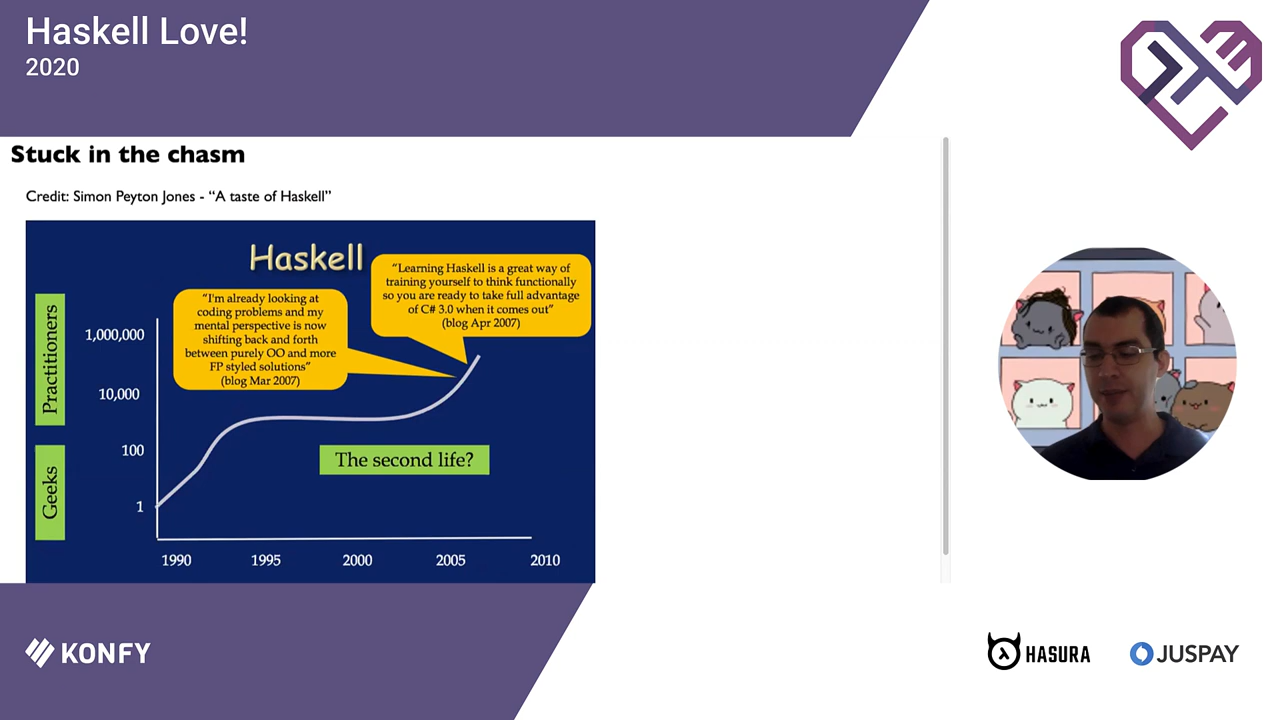 Haskell Love!
2020
Stuck in the chasm
Credit: Simon Peyton Jones - “A taste of Haskell”
Haskell
“Learning Haskell is a great way of
training yourself to think functionally
so you are ready to take full advantage
of C# 3.0 when it comes out”
(blog Apr 2007)
“I'm already looking at
coding problems and my
mental perspective is now
shifting back and forth
between purely OO and more
FP styled solutions”
(blog Mar 2007)
Practitioners
Geeks
1,000,000
10,000
100
1
The second life?
1990 1995 2000 2005 2010
KONFY
HASURA
JUSPAY